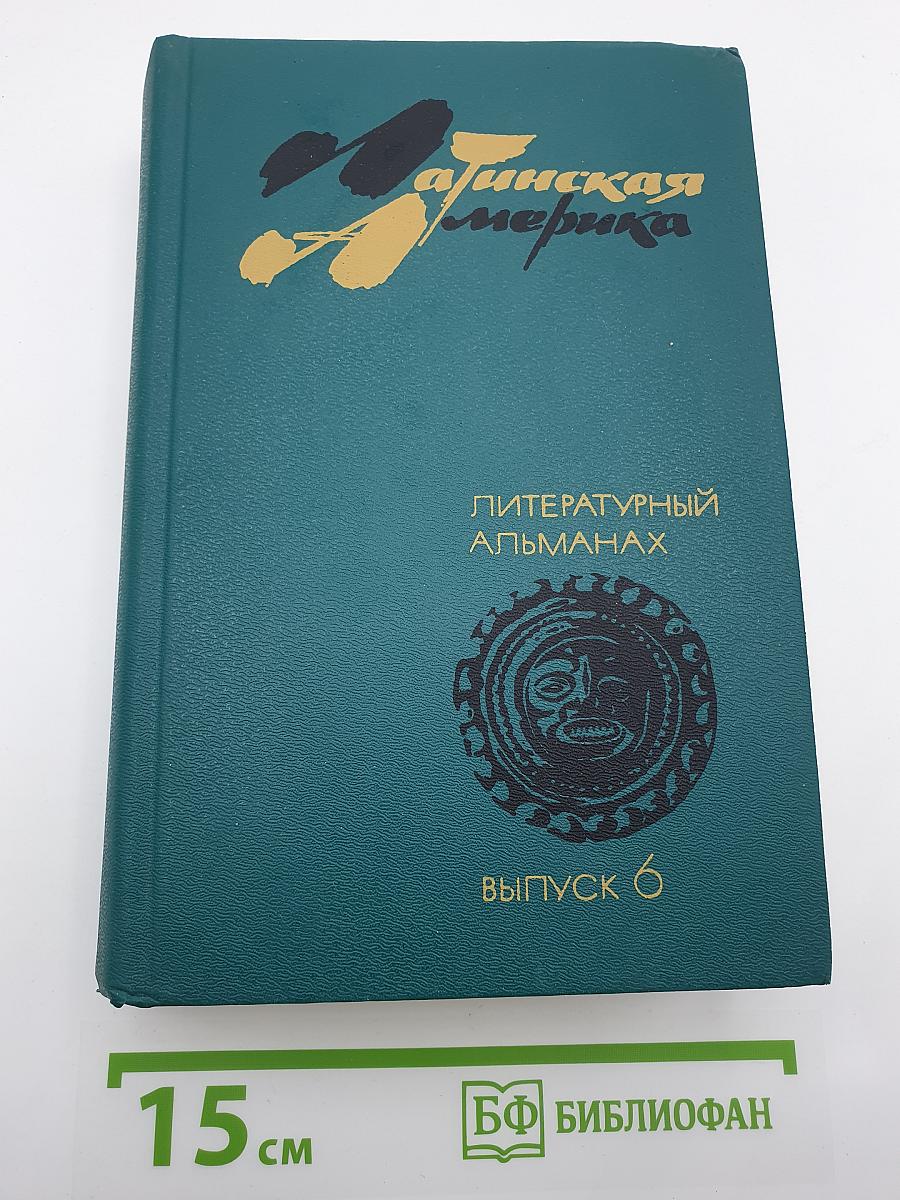 Латинская
Америка
ЛИТЕРАТУРНЫЙ
АЛЬМАНАХ
ВЫПУСК 6
15 см
БФ БИБЛИОФАН